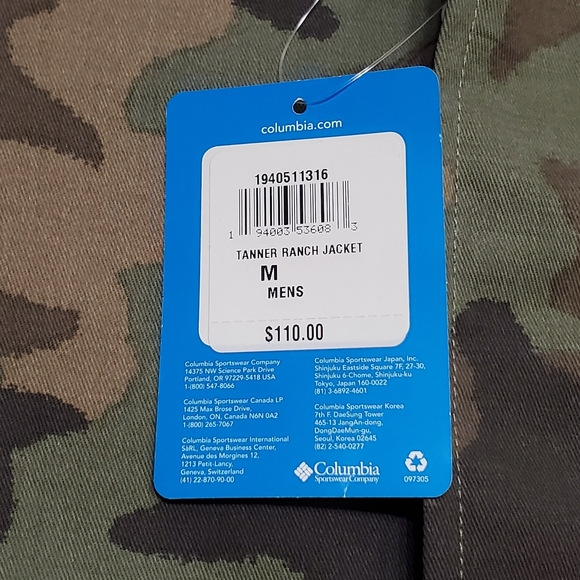 columbia.com
1940511316
1 94003 53608 3
TANNER RANCH JACKET
M
MENS
$110.00
Columbia Sportswear Company
14375 NW Science Park Drive
Portland, OR 97229-5418 USA
1-(800) 547-8066
Columbia Sportswear Canada LP
1425 Max Brose Drive,
London, ON, Canada N6N 0A2
1-(800) 265-7067
Columbia Sportswear International
SàRL, Geneva Business Center,
Avenue des Morgines 12,
1213 Petit-Lancy,
Geneva, Switzerland
(41) 22-870-90-00
Columbia Sportswear Japan, Inc.
Shinjuku Eastside Square 7F, 27-30,
Shinjuku 6-Chome, Shinjuku-ku
Tokyo, Japan 160-0022
(81) 3-6892-4601
Columbia Sportswear Korea
7th F. DaeSung Tower
465-13 JangAn-dong,
DongDaeMun-gu,
Seoul, Korea 02645
(82) 2-540-0277
Columbia
Sportswear Company
097305